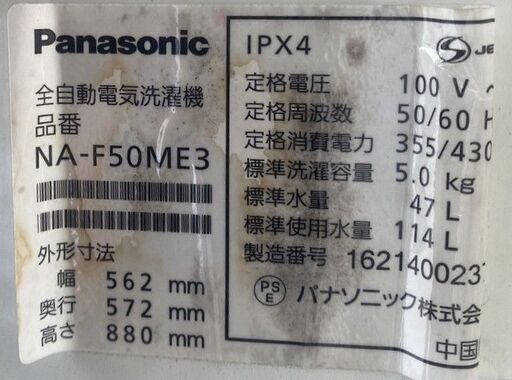 Panasonic
全自動電気洗濯機
品番
NA-F50ME3
外形寸法
幅 562 mm
奥行 572 mm
高さ 880 mm
IPX4
定格電圧 100 V ~
定格周波数 50/60 H
定格消費電力 355/430
標準洗濯容量 5.0 kg
標準水量 47 L
標準使用水量 114 L
製造番号 162140023
PS E パナソニック株式会
中国